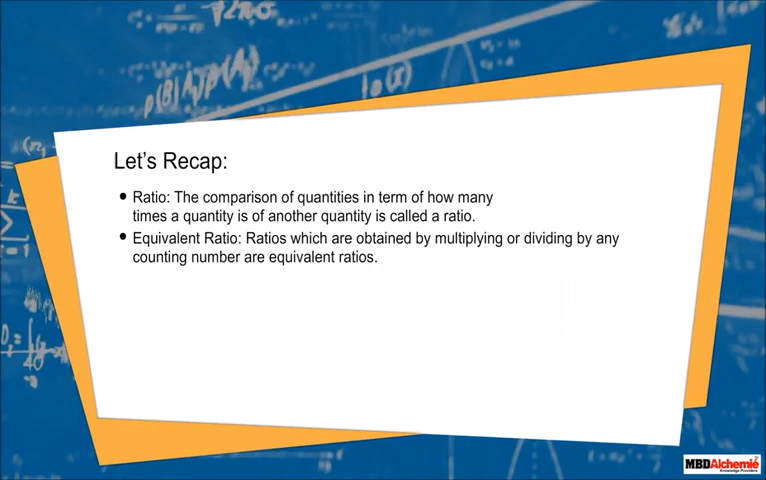 Let's Recap:
• Ratio: The comparison of quantities in term of how many
times a quantity is of another quantity is called a ratio.
• Equivalent Ratio: Ratios which are obtained by multiplying or dividing by any
counting number are equivalent ratios.
p(B|A)p(A)
MBDAlchemie
Knowledge Providers